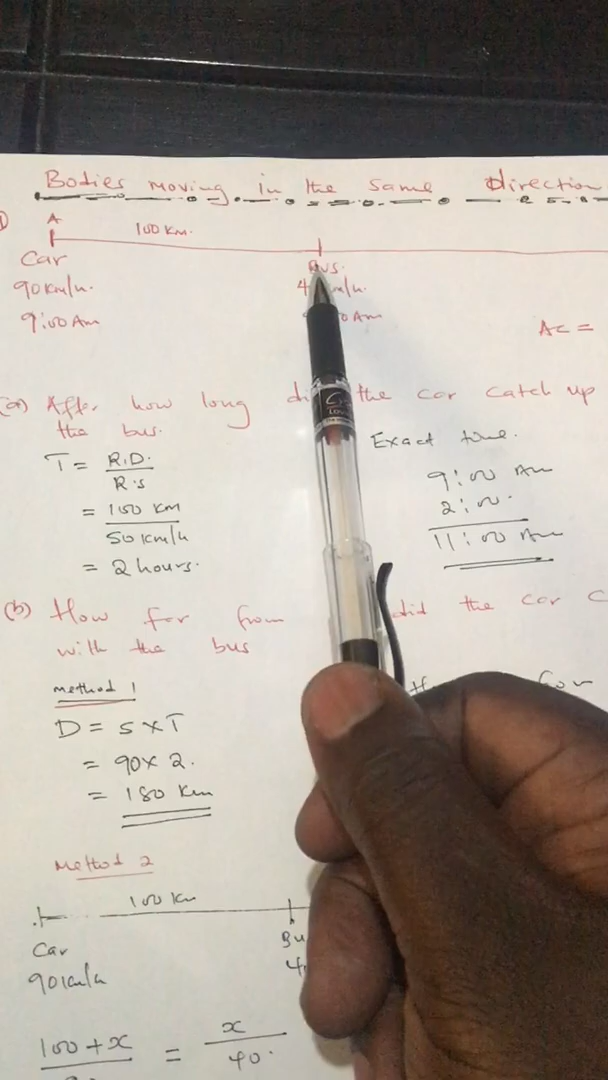 Bodies moving in the same direction
A
100 KM.
Car
Bus.
90km/h.
9:00 Am
AC =
(a) After how long the car catch up
the bus.
T = R.D.
R.s
= 100 KM
50 km/h
= 2 hours.
Exact time.
9:00 Am
2:00.
11:00 Am
(b) How far from did the car C
with the bus
method 1
D = S x T
= 90 x 2.
= 180 Km
Method 2
100 Km
Car
90km/h
100 + x = x
40.